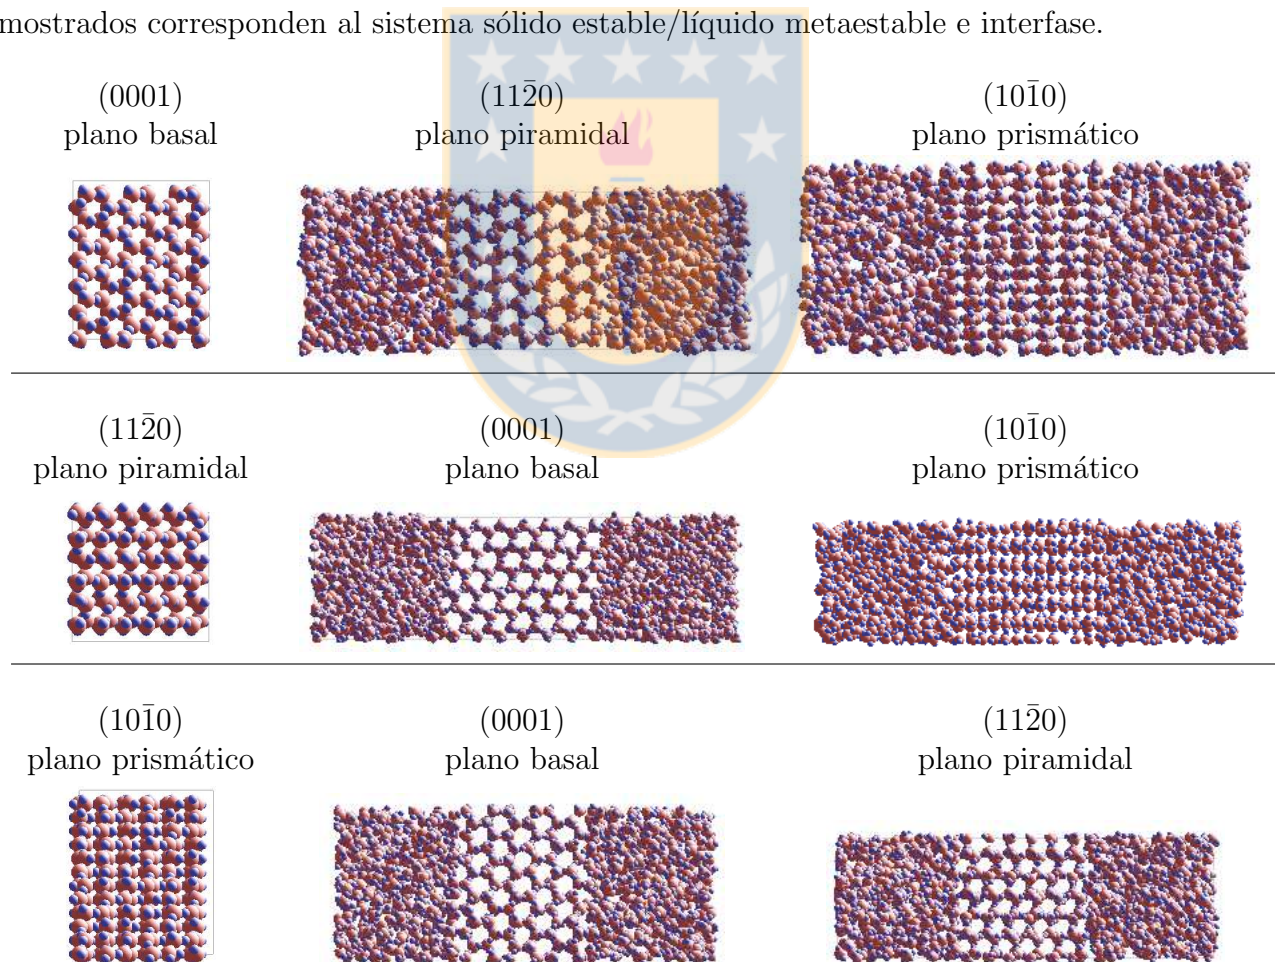 mostrados corresponden al sistema sólido estable/líquido metaestable e interfase.
(0001) (112̄0) (101̄0)
plano basal plano piramidal plano prismático
(112̄0) (0001) (101̄0)
plano piramidal plano basal plano prismático
(101̄0) (0001) (112̄0)
plano prismático plano basal plano piramidal